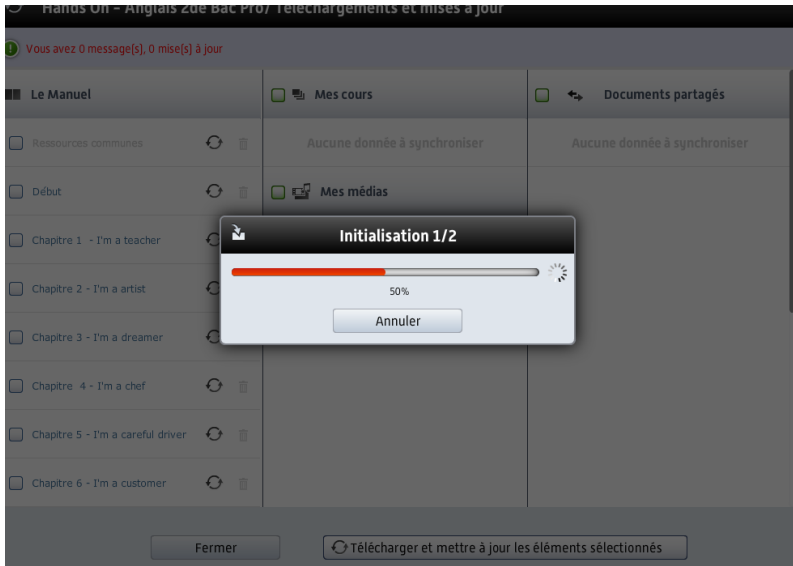 Hands On - Anglais 2de Bac Pro/ Téléchargements et mises à jour
Vous avez 0 message[s], 0 mise[s] à jour
Le Manuel
Mes cours
Documents partagés
Ressources communes
Aucune donnée à synchroniser
Aucune donnée à synchroniser
Début
Mes médias
Chapitre 1 - I'm a teacher
Initialisation 1/2
Chapitre 2 - I'm a artist
50%
Annuler
Chapitre 3 - I'm a dreamer
Chapitre 4 - I'm a chef
Chapitre 5 - I'm a careful driver
Chapitre 6 - I'm a customer
Fermer
Télécharger et mettre à jour les éléments sélectionnés